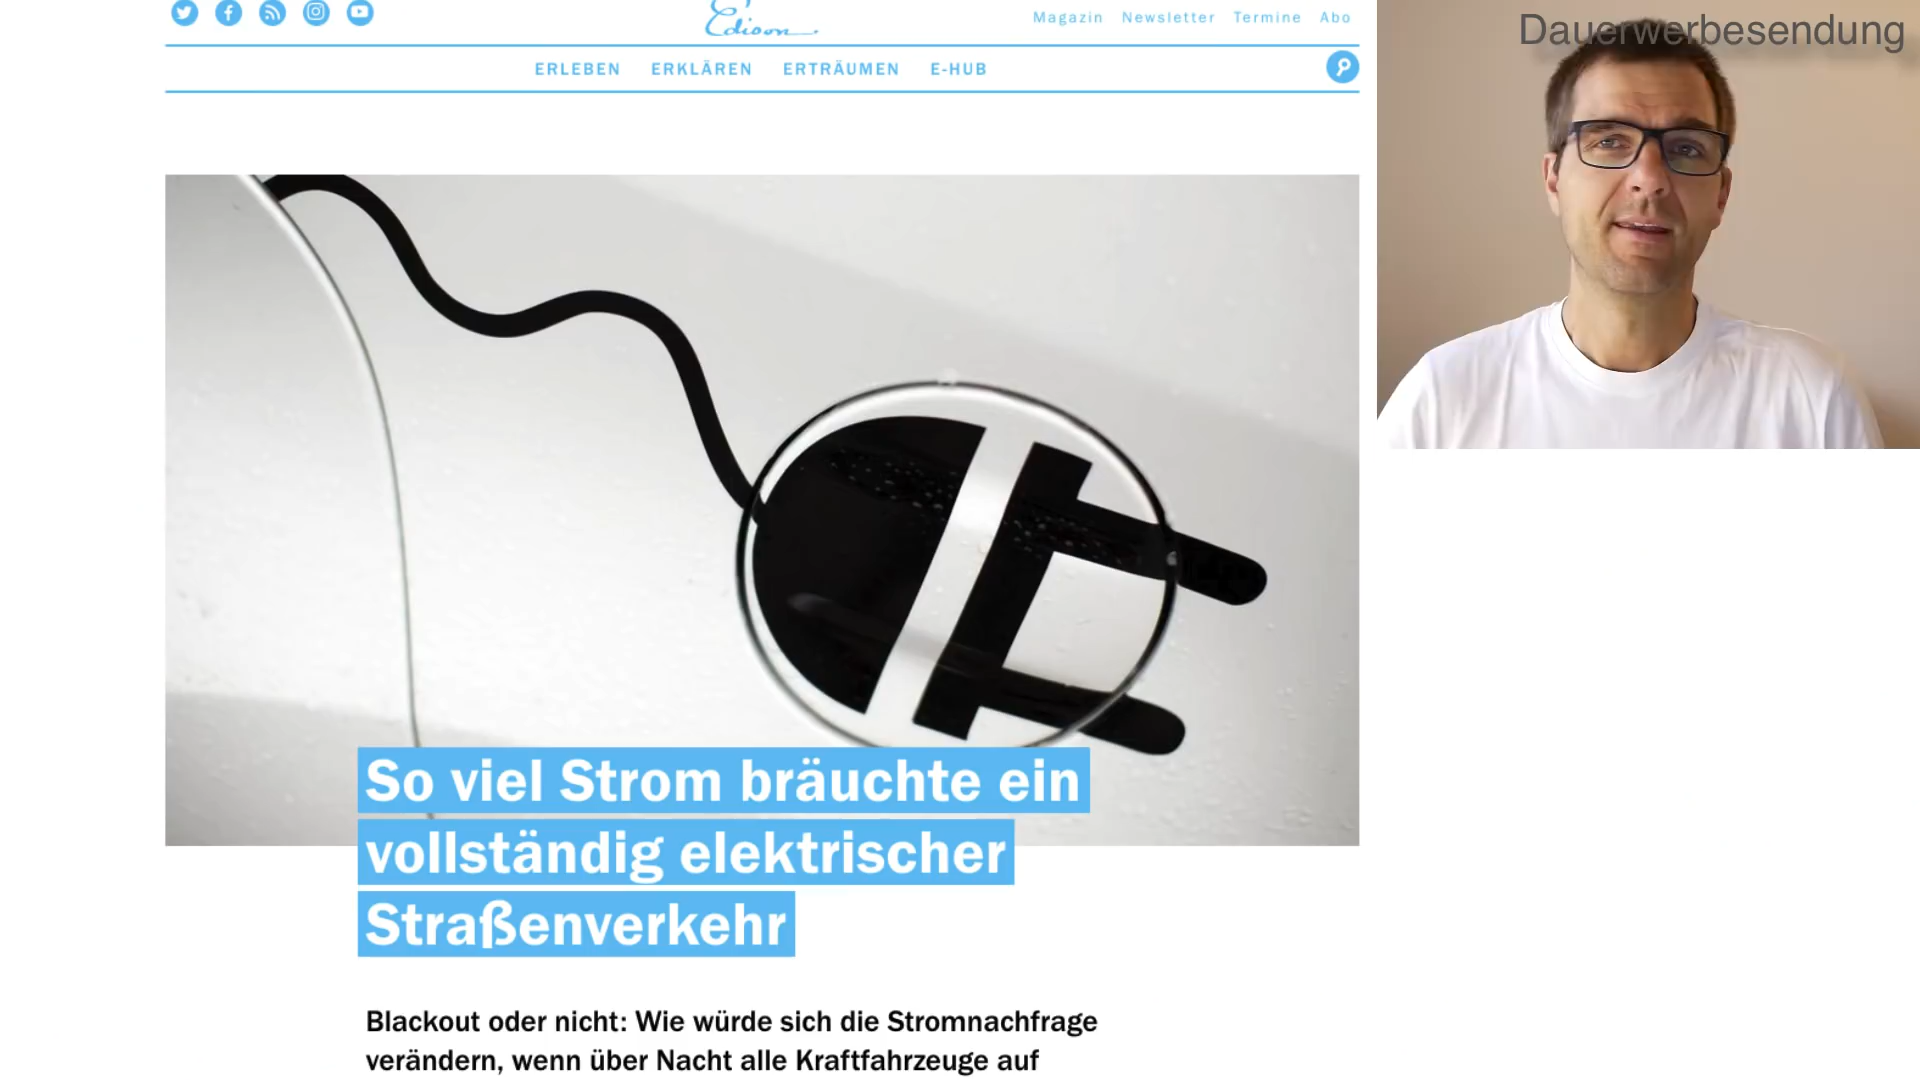 Edison
Magazin Newsletter Termine Abo
Dauerwerbesendung
ERLEBEN ERKLÄREN ERTRÄUMEN E-HUB
So viel Strom bräuchte ein
vollständig elektrischer
Straßenverkehr
Blackout oder nicht: Wie würde sich die Stromnachfrage
verändern, wenn über Nacht alle Kraftfahrzeuge auf